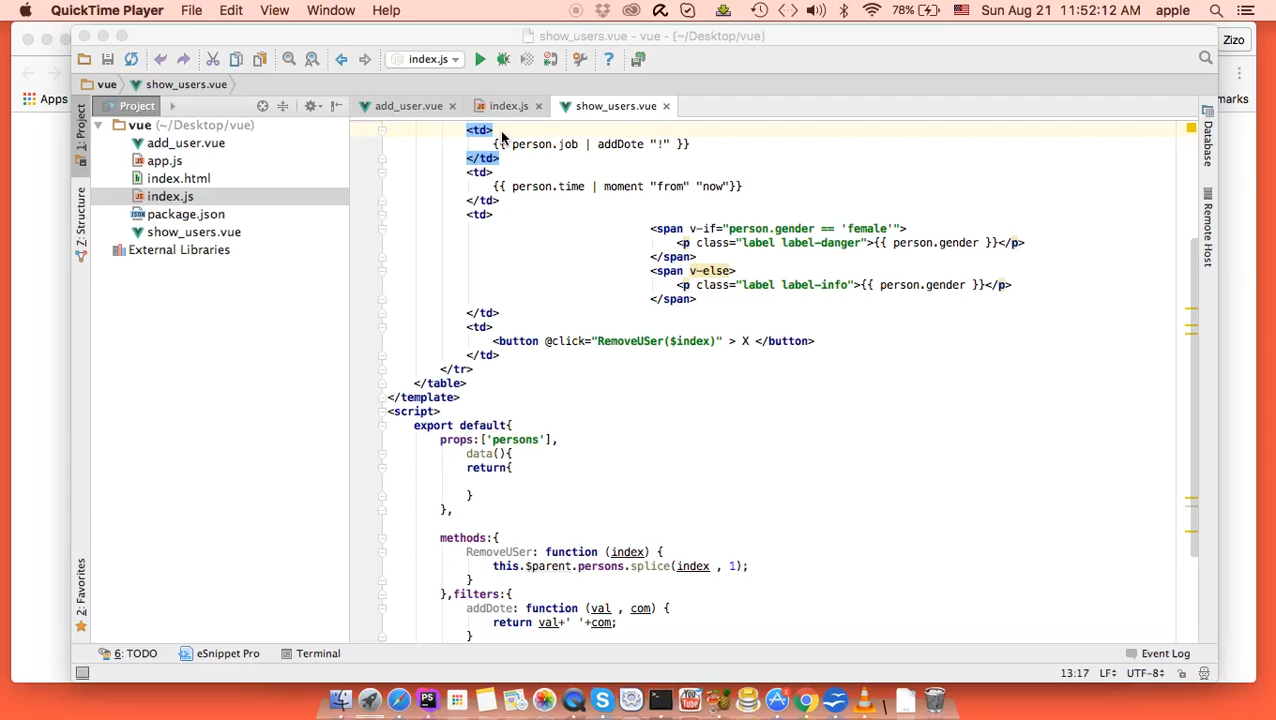 QuickTime Player File Edit View Window Help 78% Sun Aug 21 11:52:12 AM apple
show_users.vue - vue - [~/Desktop/vue]
Zizo
index.js
vue show_users.vue
Apps
marks
Project
add_user.vue index.js show_users.vue
1: Project
Z: Structure
2: Favorites
Database
Remote Host
vue (~/Desktop/vue)
add_user.vue
app.js
index.html
index.js
package.json
show_users.vue
External Libraries
<td>
{{ person.job | addDote "!" }}
</td>
<td>
{{ person.time | moment "from" "now"}}
</td>
<td>
<span v-if="person.gender == 'female'">
<p class="label label-danger">{{ person.gender }}</p>
</span>
<span v-else>
<p class="label label-info">{{ person.gender }}</p>
</span>
</td>
<td>
<button @click="RemoveUSer($index)" > X </button>
</td>
</tr>
</table>
</template>
<script>
export default{
props:['persons'],
data(){
return{
}
},
methods:{
RemoveUSer: function (index) {
this.$parent.persons.splice(index , 1);
}
},filters:{
addDote: function (val , com) {
return val+' '+com;
}
6: TODO eSnippet Pro Terminal Event Log
13:17 LF UTF-8